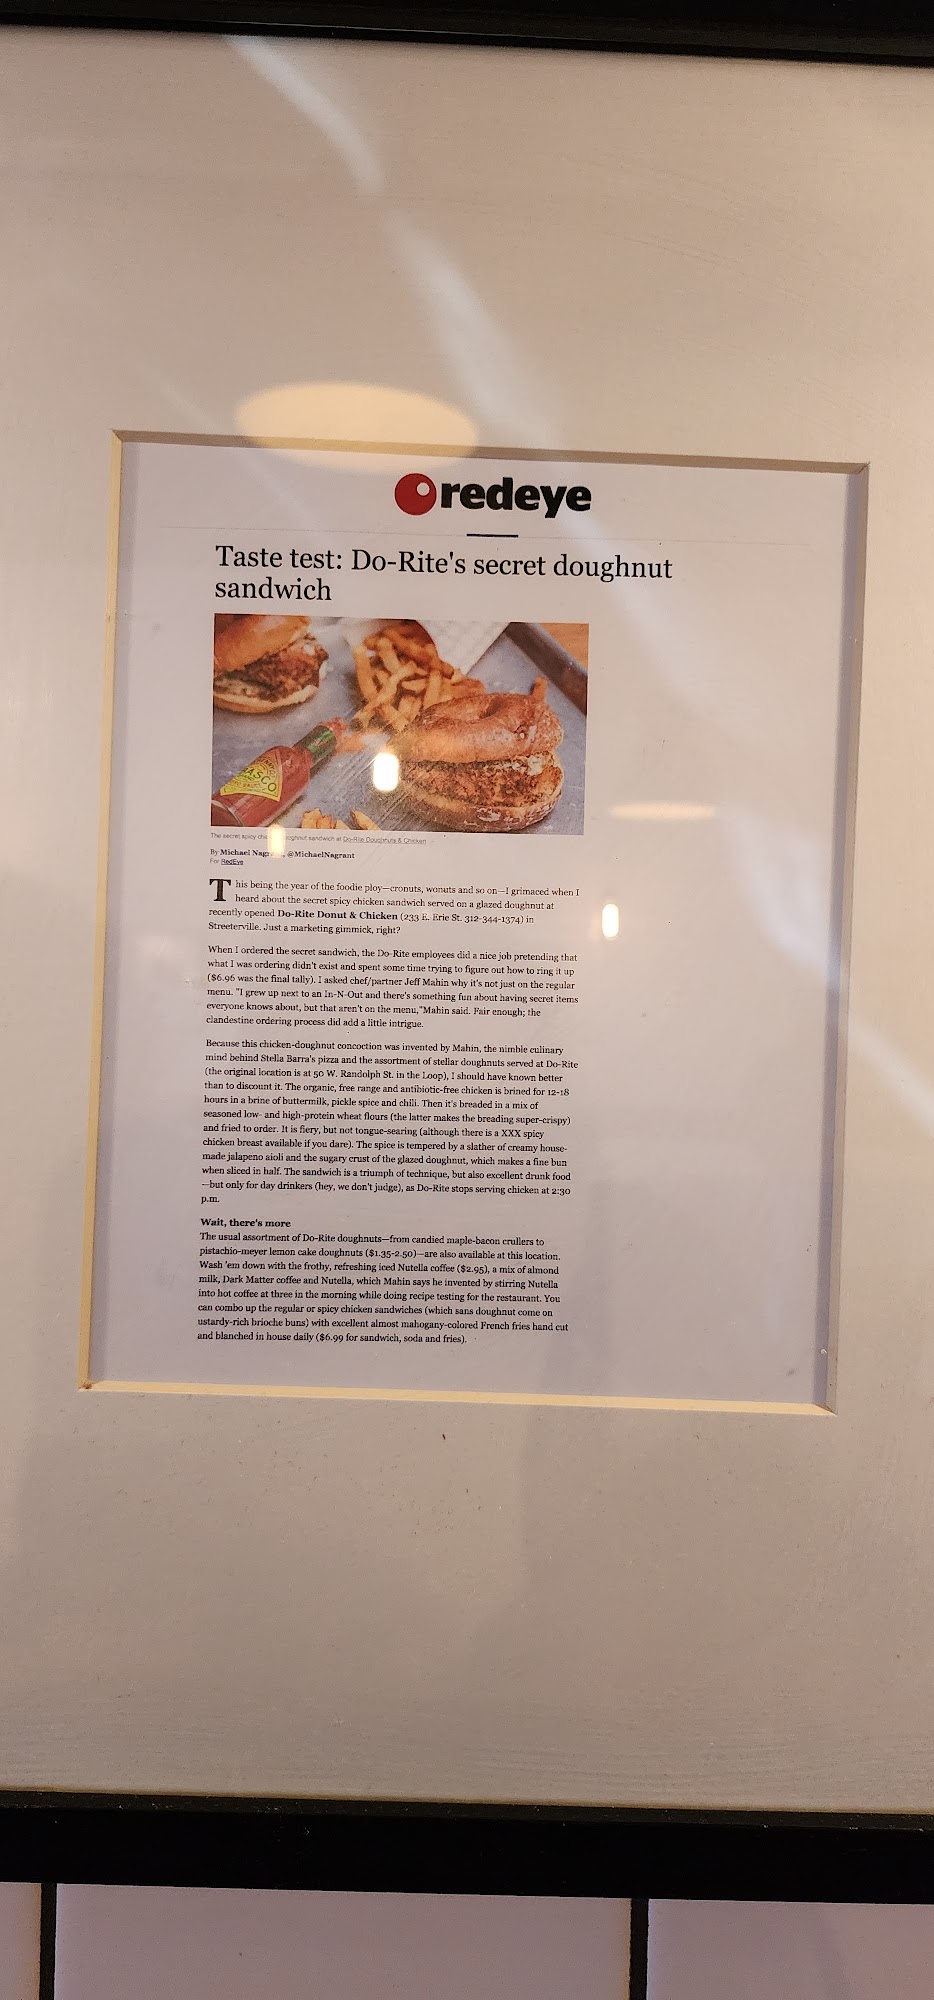 redeye
Taste test: Do-Rite's secret doughnut
sandwich
ASCO
The secret spicy oughnut sandwich at Do-Rite Doughnuts & Chicken
By Michael @MichaelNagrant
For RedEye
This being the year of the foodie ploy—cronuts, wonuts and so on—I grimaced when I
heard about the secret spicy chicken sandwich served on a glazed doughnut at
recently opened Do-Rite Donut & Chicken (233 E. Erie St. 312-344-1374) in
Streeterville. Just a marketing gimmick, right?
When I ordered the secret sandwich, the Do-Rite employees did a nice job pretending that
what I was ordering didn't exist and spent some time trying to figure out how to ring it up
($6.96 was the final tally). I asked chef/partner Jeff Mahin why it's not just on the regular
menu. "I grew up next to an In-N-Out and there's something fun about having secret items
everyone knows about, but that aren't on the menu,"Mahin said. Fair enough; the
clandestine ordering process did add a little intrigue.
Because this chicken-doughnut concoction was invented by Mahin, the nimble culinary
mind behind Stella Barra's pizza and the assortment of stellar doughnuts served at Do-Rite
(the original location is at 50 W. Randolph St. in the Loop), I should have known better
than to discount it. The organic, free range and antibiotic-free chicken is brined for 12-18
hours in a brine of buttermilk, pickle spice and chili. Then it's breaded in a mix of
seasoned low- and high-protein wheat flours (the latter makes the breading super-crispy)
and fried to order. It is fiery, but not tongue-searing (although there is a XXX spicy
chicken breast available if you dare). The spice is tempered by a slather of creamy house-
made jalapeno aioli and the sugary crust of the glazed doughnut, which makes a fine bun
when sliced in half. The sandwich is a triumph of technique, but also excellent drunk food
—but only for day drinkers (hey, we don't judge), as Do-Rite stops serving chicken at 2:30
p.m.
Wait, there's more
The usual assortment of Do-Rite doughnuts—from candied maple-bacon crullers to
pistachio-meyer lemon cake doughnuts ($1.35-2.50)—are also available at this location.
Wash 'em down with the frothy, refreshing iced Nutella coffee ($2.95), a mix of almond
milk, Dark Matter coffee and Nutella, which Mahin says he invented by stirring Nutella
into hot coffee at three in the morning while doing recipe testing for the restaurant. You
can combo up the regular or spicy chicken sandwiches (which sans doughnut come on
ustardy-rich brioche buns) with excellent almost mahogany-colored French fries hand cut
and blanched in house daily ($6.99 for sandwich, soda and fries).